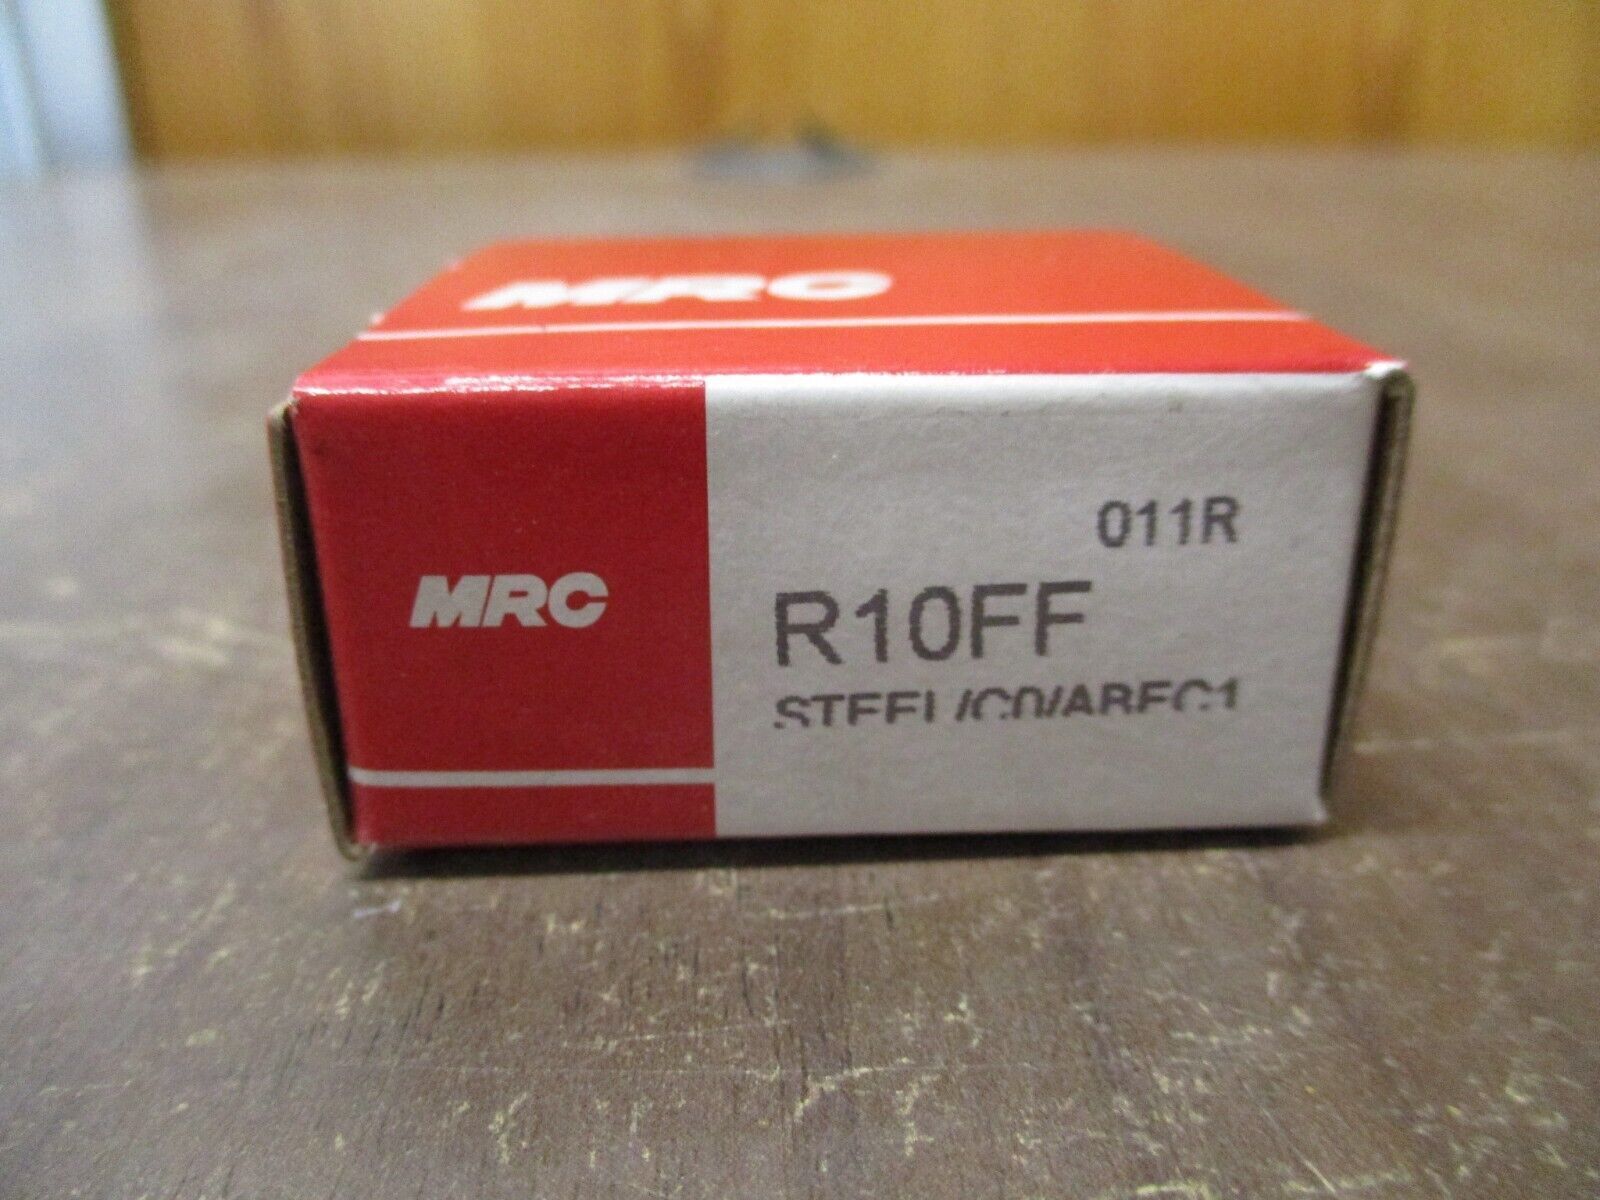 MRC
MRC
011R
R10FF
STEEL/C0/ABEC1